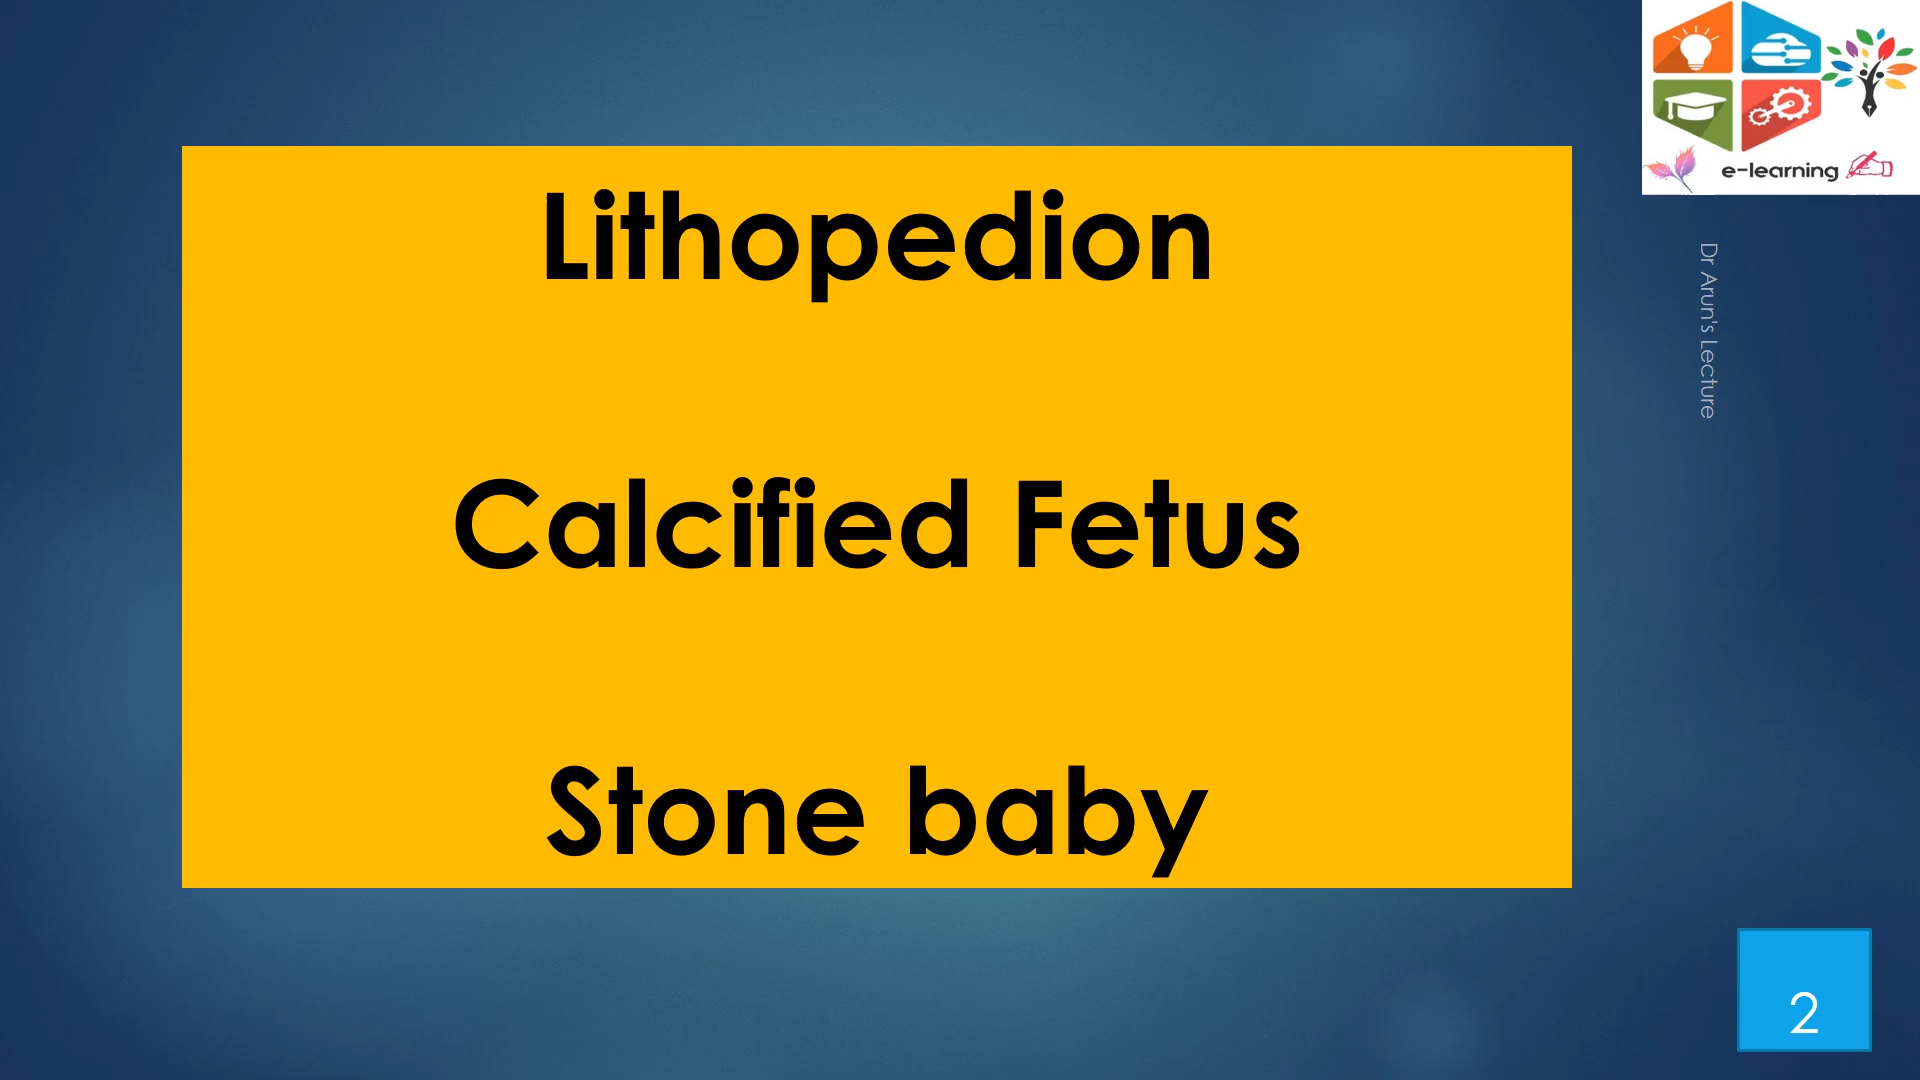 e-learning
Dr Arun's Lecture
Lithopedion
Calcified Fetus
Stone baby
2